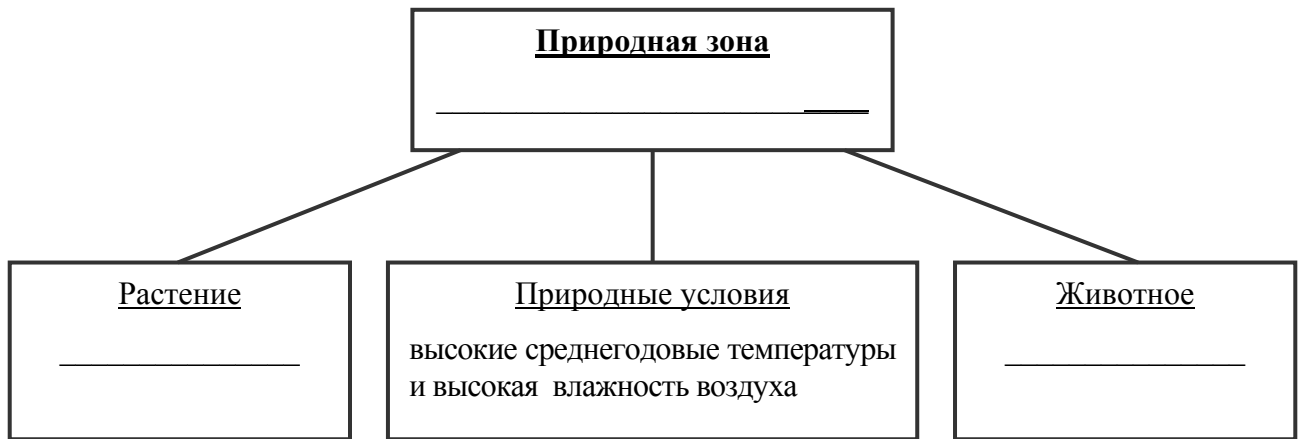 Природная зона
Растение
Природные условия
высокие среднегодовые температуры
и высокая влажность воздуха
Животное